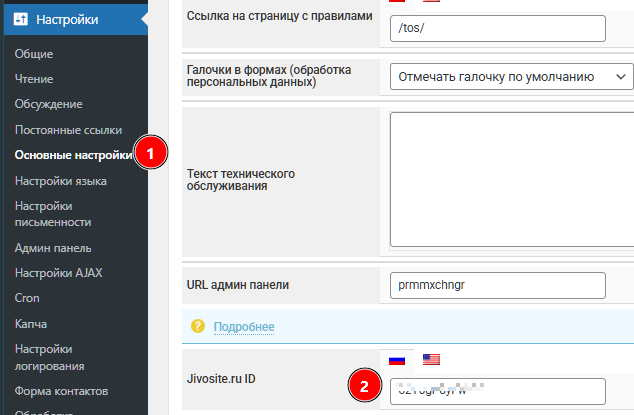 Настройки
Общие
Чтение
Обсуждение
Постоянные ссылки
Основные настройки
1
Настройки языка
Настройки
письменности
Админ панель
Настройки AJAX
Cron
Капча
Настройки
логирования
Форма контактов
Ссылка на страницу с правилами
/tos/
Галочки в формах (обработка
персональных данных)
Отмечать галочку по умолчанию
Текст технического
обслуживания
URL админ панели
prmmxchngr
? Подробнее
Jivosite.ru ID
2